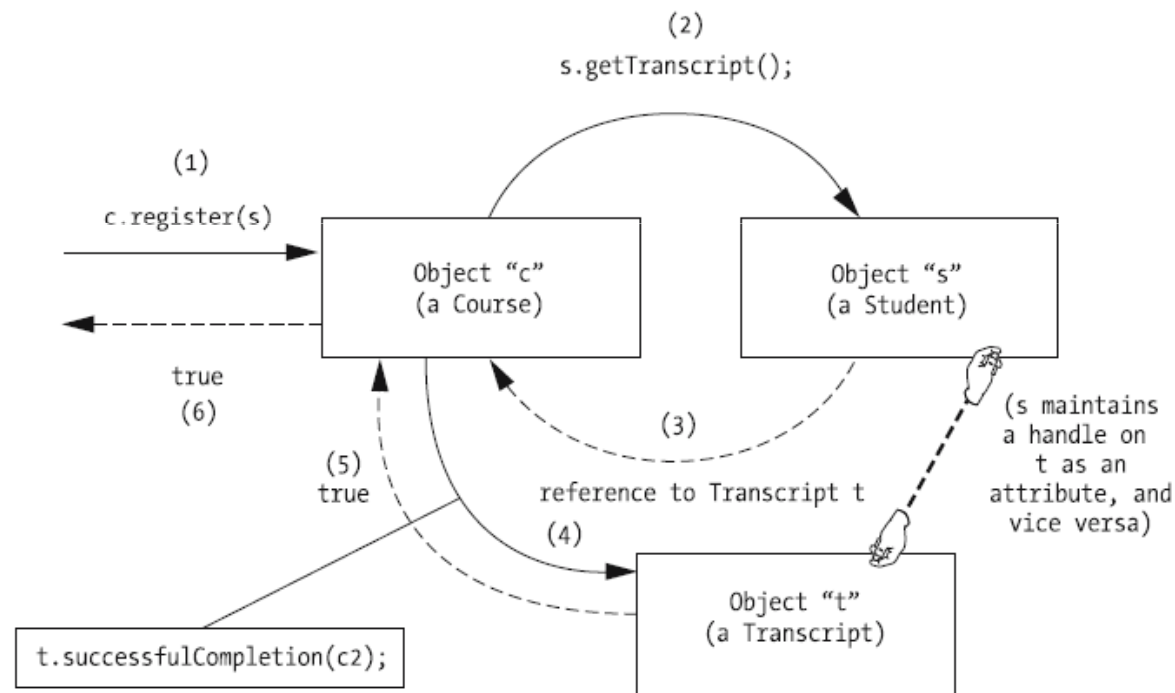 (2)
s.getTranscript();
(1)
c.register(s)
Object “c”
(a Course)
Object “s”
(a Student)
true
(6)
(3)
(s maintains
a handle on
t as an
attribute, and
vice versa)
(5)
true
reference to Transcript t
(4)
Object “t”
(a Transcript)
t.successfulCompletion(c2);